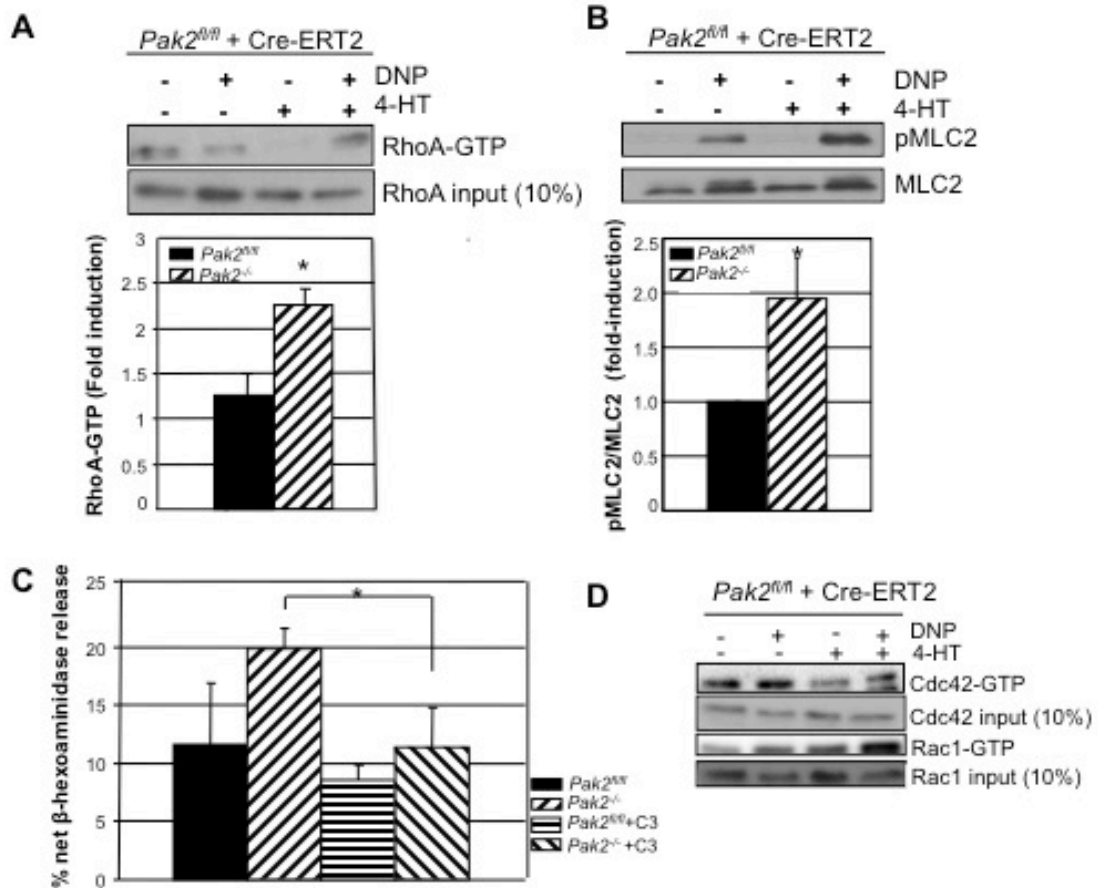 A
Pak2fl/fl + Cre-ERT2
- + - + DNP
- - + + 4-HT
RhoA-GTP
RhoA input (10%)
3
2.5
2
1.5
1
0.5
0
RhoA-GTP (Fold induction)
Pak2fl/fl
Pak2-/-
*
B
Pak2fl/fl + Cre-ERT2
- + - + DNP
- - + + 4-HT
pMLC2
MLC2
2.5
2.0
1.5
1.0
0.5
0
pMLC2/MLC2 (fold-induction)
Pak2fl/fl
Pak2-/-
*
C
25
20
15
10
5
0
% net β-hexoaminidase release
*
Pak2fl/fl
Pak2-/-
Pak2fl/fl+C3
Pak2-/- +C3
D
Pak2fl/fl + Cre-ERT2
- + - + DNP
- - + + 4-HT
Cdc42-GTP
Cdc42 input (10%)
Rac1-GTP
Rac1 input (10%)